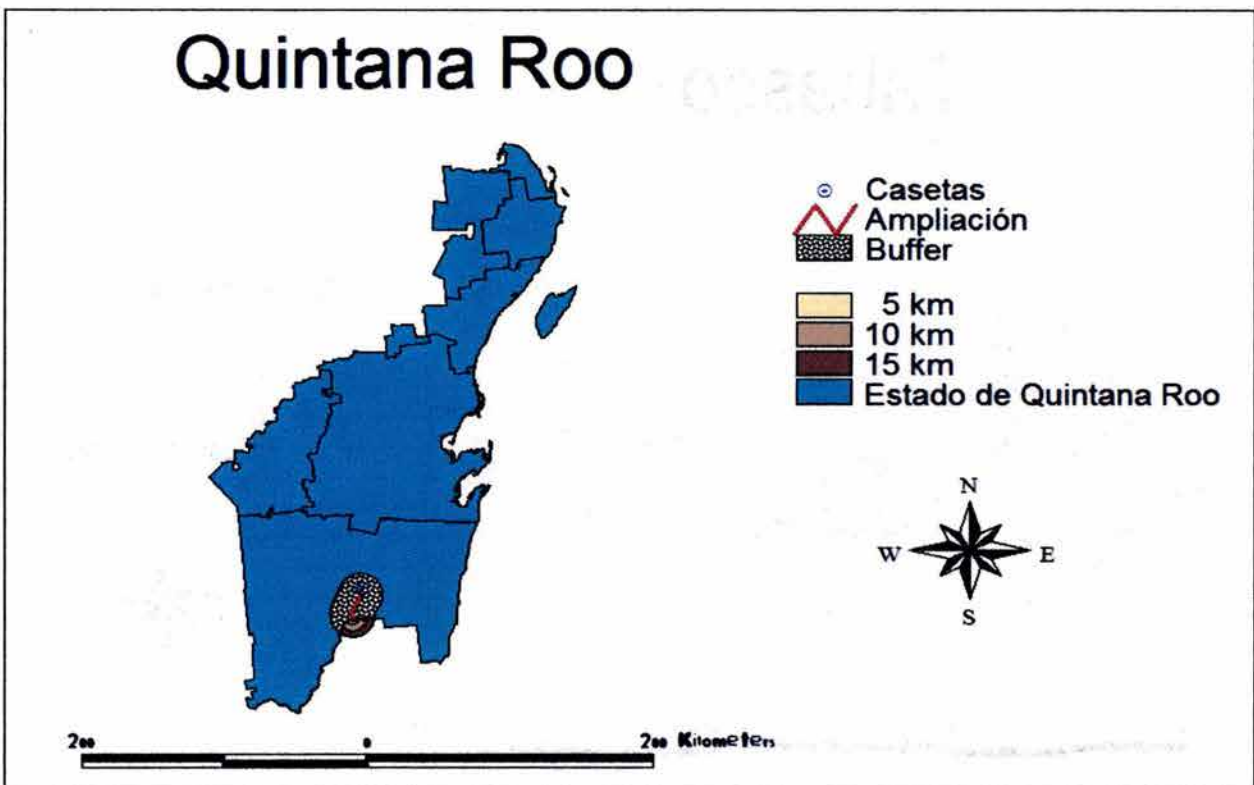 Quintana Roo
Casetas
Ampliación
Buffer
5 km
10 km
15 km
Estado de Quintana Roo
N
W E
S
200 0 200 Kilometers